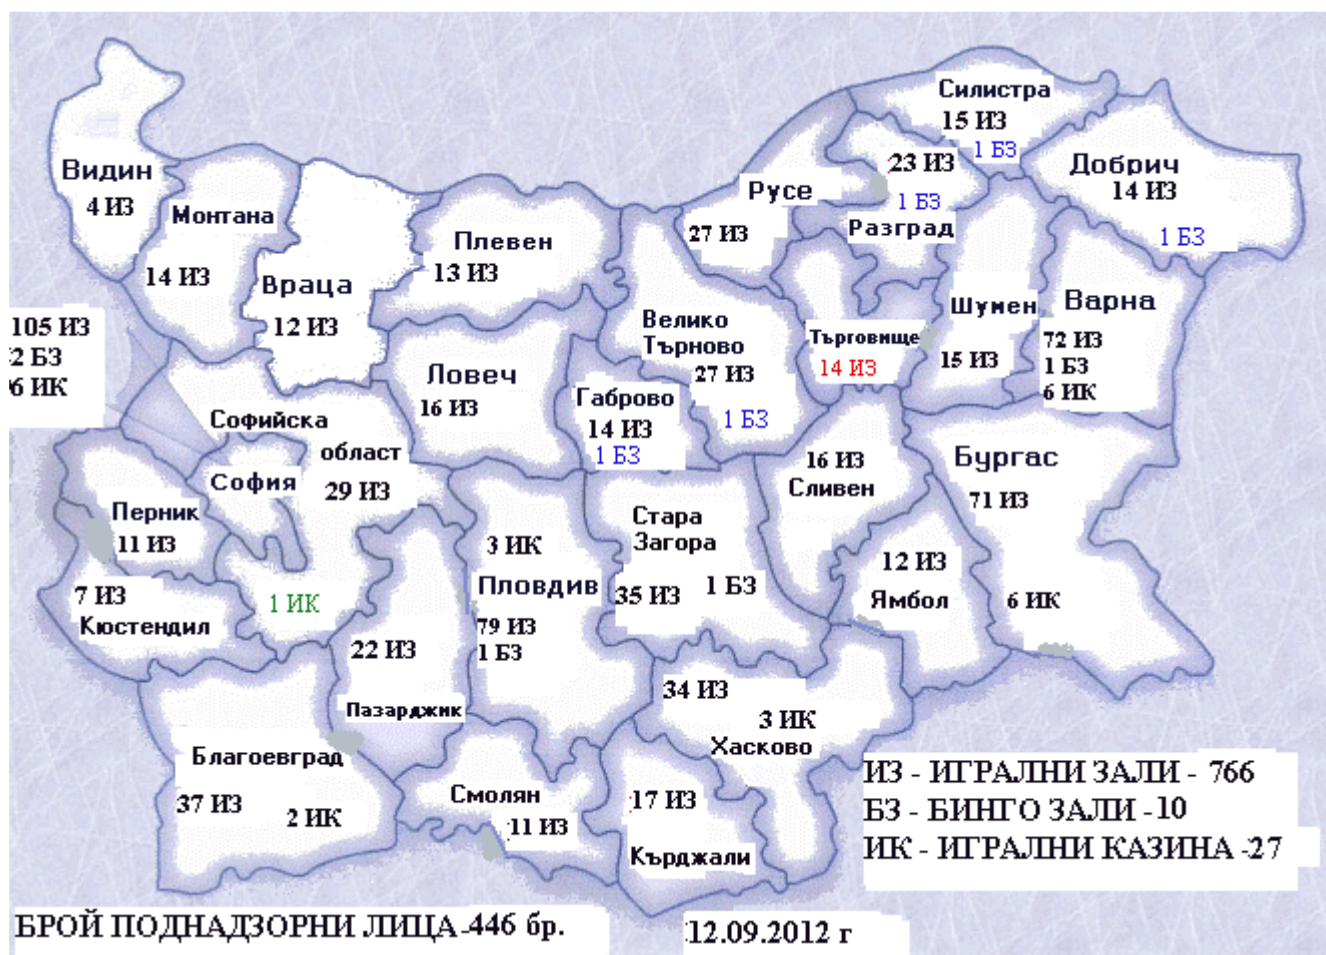 Силистра
15 ИЗ
1 БЗ
Добрич
14 ИЗ
1 БЗ
Видин
4 ИЗ
Монтана
14 ИЗ
Враца
12 ИЗ
Плевен
13 ИЗ
Русе
27 ИЗ
23 ИЗ
1 БЗ
Разград
Шумен
15 ИЗ
Варна
72 ИЗ
1 БЗ
6 ИК
Велико
Търново
27 ИЗ
1 БЗ
Търговище
14 ИЗ
105 ИЗ
2 БЗ
6 ИК
Ловеч
16 ИЗ
Габрово
14 ИЗ
1 БЗ
Софийска
област
29 ИЗ
1 ИК
София
Перник
11 ИЗ
7 ИЗ
Кюстендил
16 ИЗ
Сливен
Бургас
71 ИЗ
6 ИК
3 ИК
Пловдив
79 ИЗ
1 БЗ
Стара
Загора
35 ИЗ
1 БЗ
12 ИЗ
Ямбол
22 ИЗ
Пазарджик
34 ИЗ
3 ИК
Хасково
Благоевград
37 ИЗ
2 ИК
Смолян
11 ИЗ
17 ИЗ
Кърджали
ИЗ - ИГРАЛНИ ЗАЛИ - 766
БЗ - БИНГО ЗАЛИ -10
ИК - ИГРАЛНИ КАЗИНА -27
БРОЙ ПОДНАДЗОРНИ ЛИЦА-446 бр.
12.09.2012 г